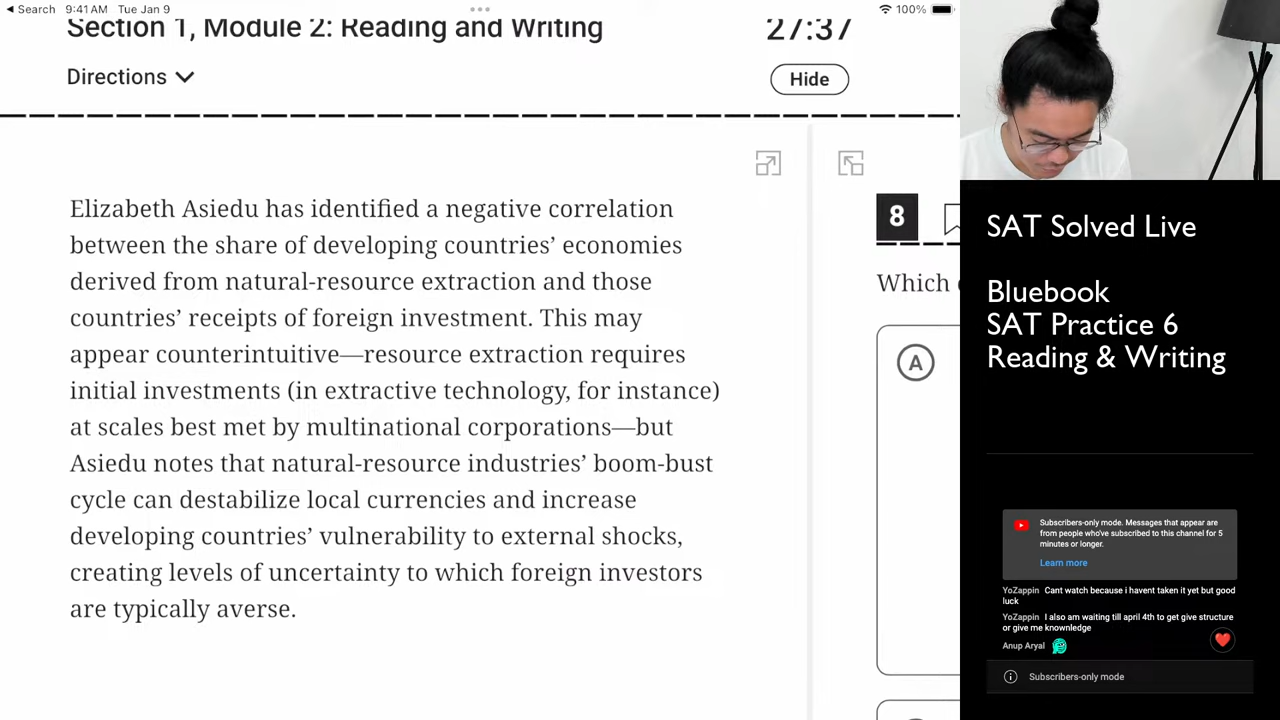 Search 9:41 AM Tue Jan 9
100%
Section 1, Module 2: Reading and Writing
27:37
Directions
Hide
Elizabeth Asiedu has identified a negative correlation
between the share of developing countries’ economies
derived from natural-resource extraction and those
countries’ receipts of foreign investment. This may
appear counterintuitive—resource extraction requires
initial investments (in extractive technology, for instance)
at scales best met by multinational corporations—but
Asiedu notes that natural-resource industries’ boom-bust
cycle can destabilize local currencies and increase
developing countries’ vulnerability to external shocks,
creating levels of uncertainty to which foreign investors
are typically averse.
8
Which
A
SAT Solved Live
Bluebook
SAT Practice 6
Reading & Writing
Subscribers-only mode. Messages that appear are
from people who've subscribed to this channel for 5
minutes or longer.
Learn more
YoZappin Cant watch because i havent taken it yet but good
luck
YoZappin I also am waiting till april 4th to get give structure
or give me knownledge
Anup Aryal
Subscribers-only mode